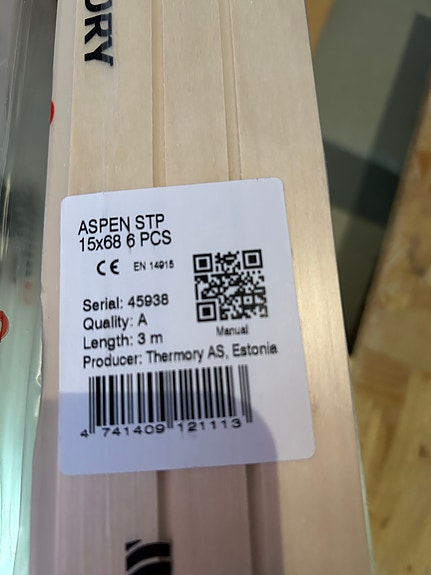 ORY
ASPEN STP
15x68 6 PCS
CE EN 14915
Serial: 45938
Quality: A
Length: 3 m
Producer: Thermory AS, Estonia
Manual
4 741409 121113